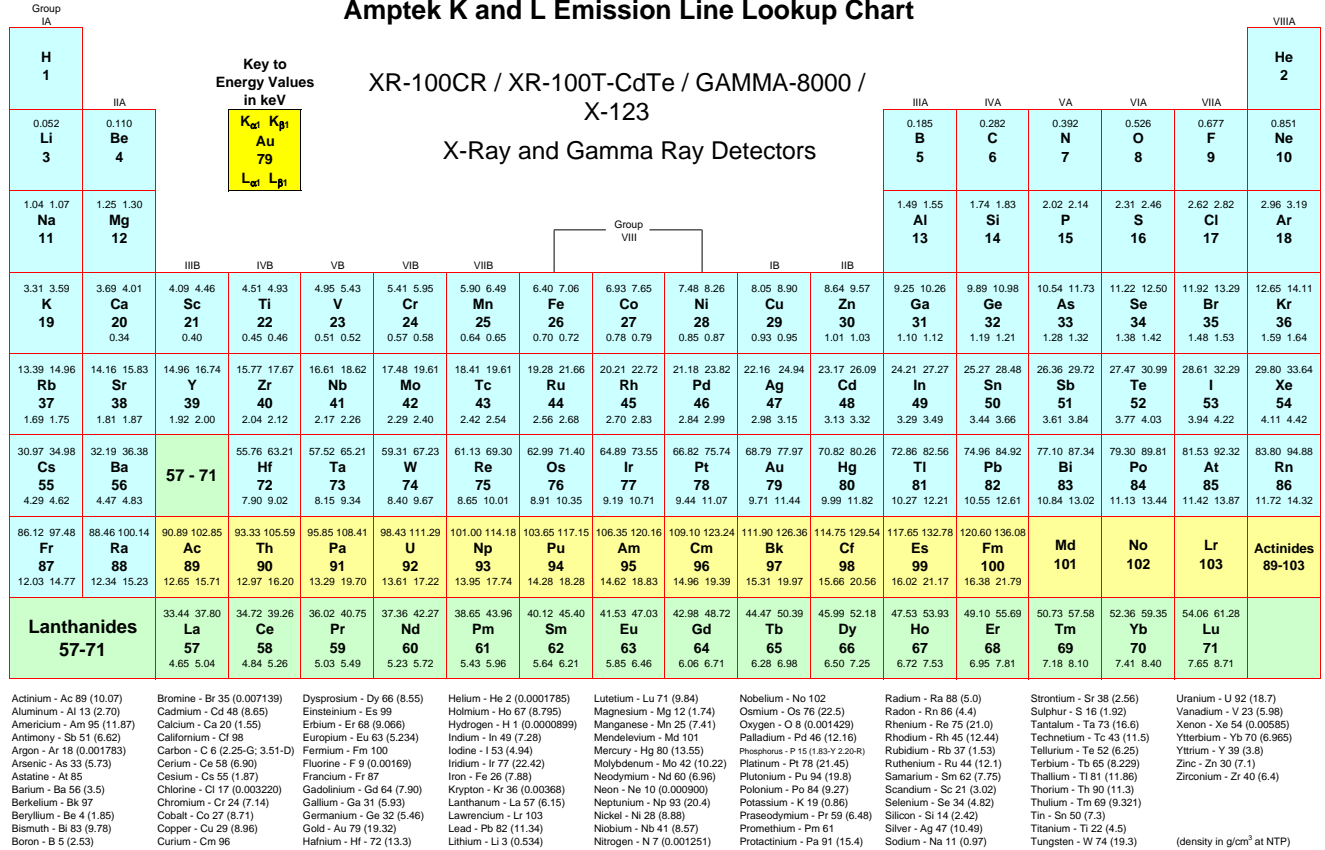 Group
IA
Amptek K and L Emission Line Lookup Chart
VIIIA
H
1
Key to
Energy Values
in keV
XR-100CR / XR-100T-CdTe / GAMMA-8000 /
X-123
X-Ray and Gamma Ray Detectors
He
2
IIA
IIIA IVA VA VIA VIIA
Kα1 Kβ1
Au
79
Lα1 Lβ1
0.052 0.110 0.185 0.282 0.392 0.526 0.677 0.851
Li Be B C N O F Ne
3 4 5 6 7 8 9 10
1.04 1.07 1.25 1.30 1.49 1.55 1.74 1.83 2.02 2.14 2.31 2.46 2.62 2.82 2.96 3.19
Na Mg Al Si P S Cl Ar
11 12 13 14 15 16 17 18
Group
VIII
IIIB IVB VB VIB VIIB IB IIB
3.31 3.59 3.69 4.01 4.09 4.46 4.51 4.93 4.95 5.43 5.41 5.95 5.90 6.49 6.40 7.06 6.93 7.65 7.48 8.26 8.05 8.90 8.64 9.57 9.25 10.26 9.89 10.98 10.54 11.73 11.22 12.50 11.92 13.29 12.65 14.11
K Ca Sc Ti V Cr Mn Fe Co Ni Cu Zn Ga Ge As Se Br Kr
19 20 21 22 23 24 25 26 27 28 29 30 31 32 33 34 35 36
0.34 0.40 0.45 0.46 0.51 0.52 0.57 0.58 0.64 0.65 0.70 0.72 0.78 0.79 0.85 0.87 0.93 0.95 1.01 1.03 1.10 1.12 1.19 1.21 1.28 1.32 1.38 1.42 1.48 1.53 1.59 1.64
13.39 14.96 14.16 15.83 14.96 16.74 15.77 17.67 16.61 18.62 17.48 19.61 18.41 19.61 19.28 21.66 20.21 22.72 21.18 23.82 22.16 24.94 23.17 26.09 24.21 27.27 25.27 28.48 26.36 29.72 27.47 30.99 28.61 32.29 29.80 33.64
Rb Sr Y Zr Nb Mo Tc Ru Rh Pd Ag Cd In Sn Sb Te I Xe
37 38 39 40 41 42 43 44 45 46 47 48 49 50 51 52 53 54
1.69 1.75 1.81 1.87 1.92 2.00 2.04 2.12 2.17 2.26 2.29 2.40 2.42 2.54 2.56 2.68 2.70 2.83 2.84 2.99 2.98 3.15 3.13 3.32 3.29 3.49 3.44 3.66 3.61 3.84 3.77 4.03 3.94 4.22 4.11 4.42
30.97 34.98 32.19 36.38 55.76 63.21 57.52 65.21 59.31 67.23 61.13 69.30 62.99 71.40 64.89 73.55 66.82 75.74 68.79 77.97 70.82 80.26 72.86 82.56 74.96 84.92 77.10 87.34 79.30 89.81 81.53 92.32 83.80 94.88
Cs Ba 57 - 71 Hf Ta W Re Os Ir Pt Au Hg Tl Pb Bi Po At Rn
55 56 72 73 74 75 76 77 78 79 80 81 82 83 84 85 86
4.29 4.62 4.47 4.83 7.90 9.02 8.15 9.34 8.40 9.67 8.65 10.01 8.91 10.35 9.19 10.71 9.44 11.07 9.71 11.44 9.99 11.82 10.27 12.21 10.55 12.61 10.84 13.02 11.13 13.44 11.42 13.87 11.72 14.32
86.12 97.48 88.46 100.14 90.89 102.85 93.33 105.59 95.85 108.41 98.43 111.29 101.00 114.18 103.65 117.15 106.35 120.16 109.10 123.24 111.90 126.36 114.75 129.54 117.65 132.78 120.60 136.08
Fr Ra Ac Th Pa U Np Pu Am Cm Bk Cf Es Fm Md No Lr Actinides
87 88 89 90 91 92 93 94 95 96 97 98 99 100 101 102 103 89-103
12.03 14.77 12.34 15.23 12.65 15.71 12.97 16.20 13.29 19.70 13.61 17.22 13.95 17.74 14.28 18.28 14.62 18.83 14.96 19.39 15.31 19.97 15.66 20.56 16.02 21.17 16.38 21.79
33.44 37.80 34.72 39.26 36.02 40.75 37.36 42.27 38.65 43.96 40.12 45.40 41.53 47.03 42.98 48.72 44.47 50.39 45.99 52.18 47.53 53.93 49.10 55.69 50.73 57.58 52.36 59.35 54.06 61.28
Lanthanides La Ce Pr Nd Pm Sm Eu Gd Tb Dy Ho Er Tm Yb Lu
57-71 57 58 59 60 61 62 63 64 65 66 67 68 69 70 71
4.65 5.04 4.84 5.26 5.03 5.49 5.23 5.72 5.43 5.96 5.64 6.21 5.85 6.46 6.06 6.71 6.28 6.98 6.50 7.25 6.72 7.53 6.95 7.81 7.18 8.10 7.41 8.40 7.65 8.71
Actinium - Ac 89 (10.07)
Aluminum - Al 13 (2.70)
Americium - Am 95 (11.87)
Antimony - Sb 51 (6.62)
Argon - Ar 18 (0.001783)
Arsenic - As 33 (5.73)
Astatine - At 85
Barium - Ba 56 (3.5)
Berkelium - Bk 97
Beryllium - Be 4 (1.85)
Bismuth - Bi 83 (9.78)
Boron - B 5 (2.53)
Bromine - Br 35 (0.007139)
Cadmium - Cd 48 (8.65)
Calcium - Ca 20 (1.55)
Californium - Cf 98
Carbon - C 6 (2.25-G; 3.51-D)
Cerium - Ce 58 (6.90)
Cesium - Cs 55 (1.87)
Chlorine - Cl 17 (0.003220)
Chromium - Cr 24 (7.14)
Cobalt - Co 27 (8.71)
Copper - Cu 29 (8.96)
Curium - Cm 96
Dysprosium - Dy 66 (8.55)
Einsteinium - Es 99
Erbium - Er 68 (9.066)
Europium - Eu 63 (5.234)
Fermium - Fm 100
Fluorine - F 9 (0.00169)
Francium - Fr 87
Gadolinium - Gd 64 (7.90)
Gallium - Ga 31 (5.93)
Germanium - Ge 32 (5.46)
Gold - Au 79 (19.32)
Hafnium - Hf - 72 (13.3)
Helium - He 2 (0.0001785)
Holmium - Ho 67 (8.795)
Hydrogen - H 1 (0.0000899)
Indium - In 49 (7.28)
Iodine - I 53 (4.94)
Iridium - Ir 77 (22.42)
Iron - Fe 26 (7.88)
Krypton - Kr 36 (0.00368)
Lanthanum - La 57 (6.15)
Lawrencium - Lr 103
Lead - Pb 82 (11.34)
Lithium - Li 3 (0.534)
Lutetium - Lu 71 (9.84)
Magnesium - Mg 12 (1.74)
Manganese - Mn 25 (7.41)
Mendelevium - Md 101
Mercury - Hg 80 (13.55)
Molybdenum - Mo 42 (10.22)
Neodymium - Nd 60 (6.96)
Neon - Ne 10 (0.000900)
Neptunium - Np 93 (20.4)
Nickel - Ni 28 (8.88)
Niobium - Nb 41 (8.57)
Nitrogen - N 7 (0.001251)
Nobelium - No 102
Osmium - Os 76 (22.5)
Oxygen - O 8 (0.001429)
Palladium - Pd 46 (12.16)
Phosphorus - P 15 (1.83-Y 2.20-R)
Platinum - Pt 78 (21.45)
Plutonium - Pu 94 (19.8)
Polonium - Po 84 (9.27)
Potassium - K 19 (0.86)
Praseodymium - Pr 59 (6.48)
Promethium - Pm 61
Protactinium - Pa 91 (15.4)
Radium - Ra 88 (5.0)
Radon - Rn 86 (4.4)
Rhenium - Re 75 (21.0)
Rhodium - Rh 45 (12.44)
Rubidium - Rb 37 (1.53)
Ruthenium - Ru 44 (12.1)
Samarium - Sm 62 (7.75)
Scandium - Sc 21 (3.02)
Selenium - Se 34 (4.82)
Silicon - Si 14 (2.42)
Silver - Ag 47 (10.49)
Sodium - Na 11 (0.97)
Strontium - Sr 38 (2.56)
Sulphur - S 16 (1.92)
Tantalum - Ta 73 (16.6)
Technetium - Tc 43 (11.5)
Tellurium - Te 52 (6.25)
Terbium - Tb 65 (8.229)
Thallium - Tl 81 (11.86)
Thorium - Th 90 (11.3)
Thulium - Tm 69 (9.321)
Tin - Sn 50 (7.3)
Titanium - Ti 22 (4.5)
Tungsten - W 74 (19.3)
Uranium - U 92 (18.7)
Vanadium - V 23 (5.98)
Xenon - Xe 54 (0.00585)
Ytterbium - Yb 70 (6.965)
Yttrium - Y 39 (3.8)
Zinc - Zn 30 (7.1)
Zirconium - Zr 40 (6.4)
(density in g/cm³ at NTP)